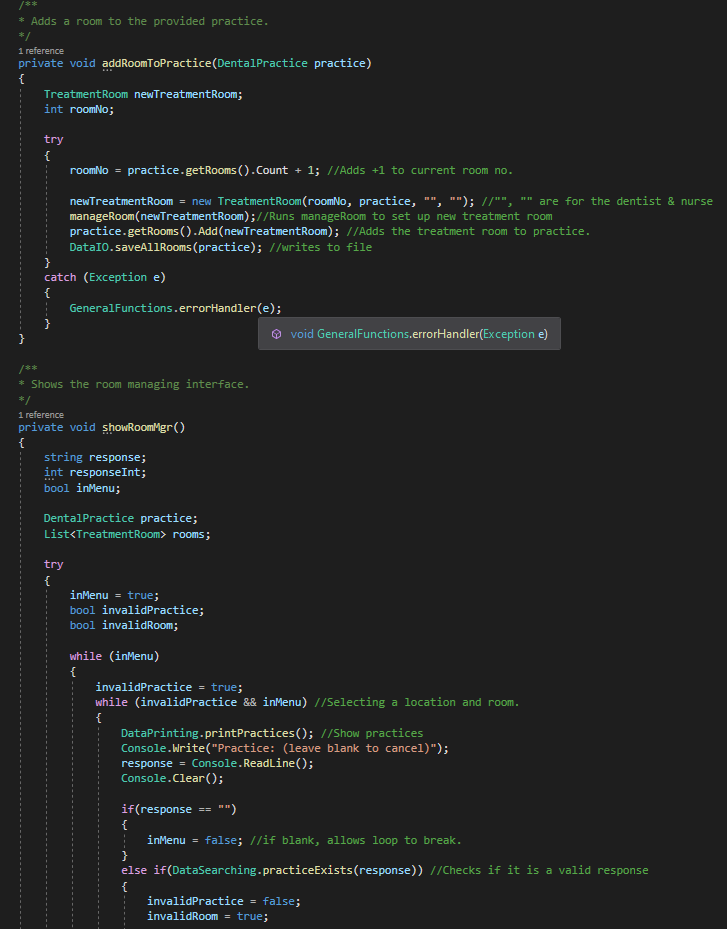 /**
* Adds a room to the provided practice.
*/
1 reference
private void addRoomToPractice(DentalPractice practice)
{
    TreatmentRoom newTreatmentRoom;
    int roomNo;

    try
    {
        roomNo = practice.getRooms().Count + 1; //Adds +1 to current room no.

        newTreatmentRoom = new TreatmentRoom(roomNo, practice, "", ""); //"", "" are for the dentist & nurse
        manageRoom(newTreatmentRoom);//Runs manageRoom to set up new treatment room
        practice.getRooms().Add(newTreatmentRoom); //Adds the treatment room to practice.
        DataIO.saveAllRooms(practice); //writes to file
    }
    catch (Exception e)
    {
        GeneralFunctions.errorHandler(e);
    }
void GeneralFunctions.errorHandler(Exception e)
}

/**
* Shows the room managing interface.
*/
1 reference
private void showRoomMgr()
{
    string response;
    int responseInt;
    bool inMenu;

    DentalPractice practice;
    List<TreatmentRoom> rooms;

    try
    {
        inMenu = true;
        bool invalidPractice;
        bool invalidRoom;

        while (inMenu)
        {
            invalidPractice = true;
            while (invalidPractice && inMenu) //Selecting a location and room.
            {
                DataPrinting.printPractices(); //Show practices
                Console.Write("Practice: (leave blank to cancel)");
                response = Console.ReadLine();
                Console.Clear();

                if(response == "")
                {
                    inMenu = false; //if blank, allows loop to break.
                }
                else if(DataSearching.practiceExists(response)) //Checks if it is a valid response
                {
                    invalidPractice = false;
                    invalidRoom = true;